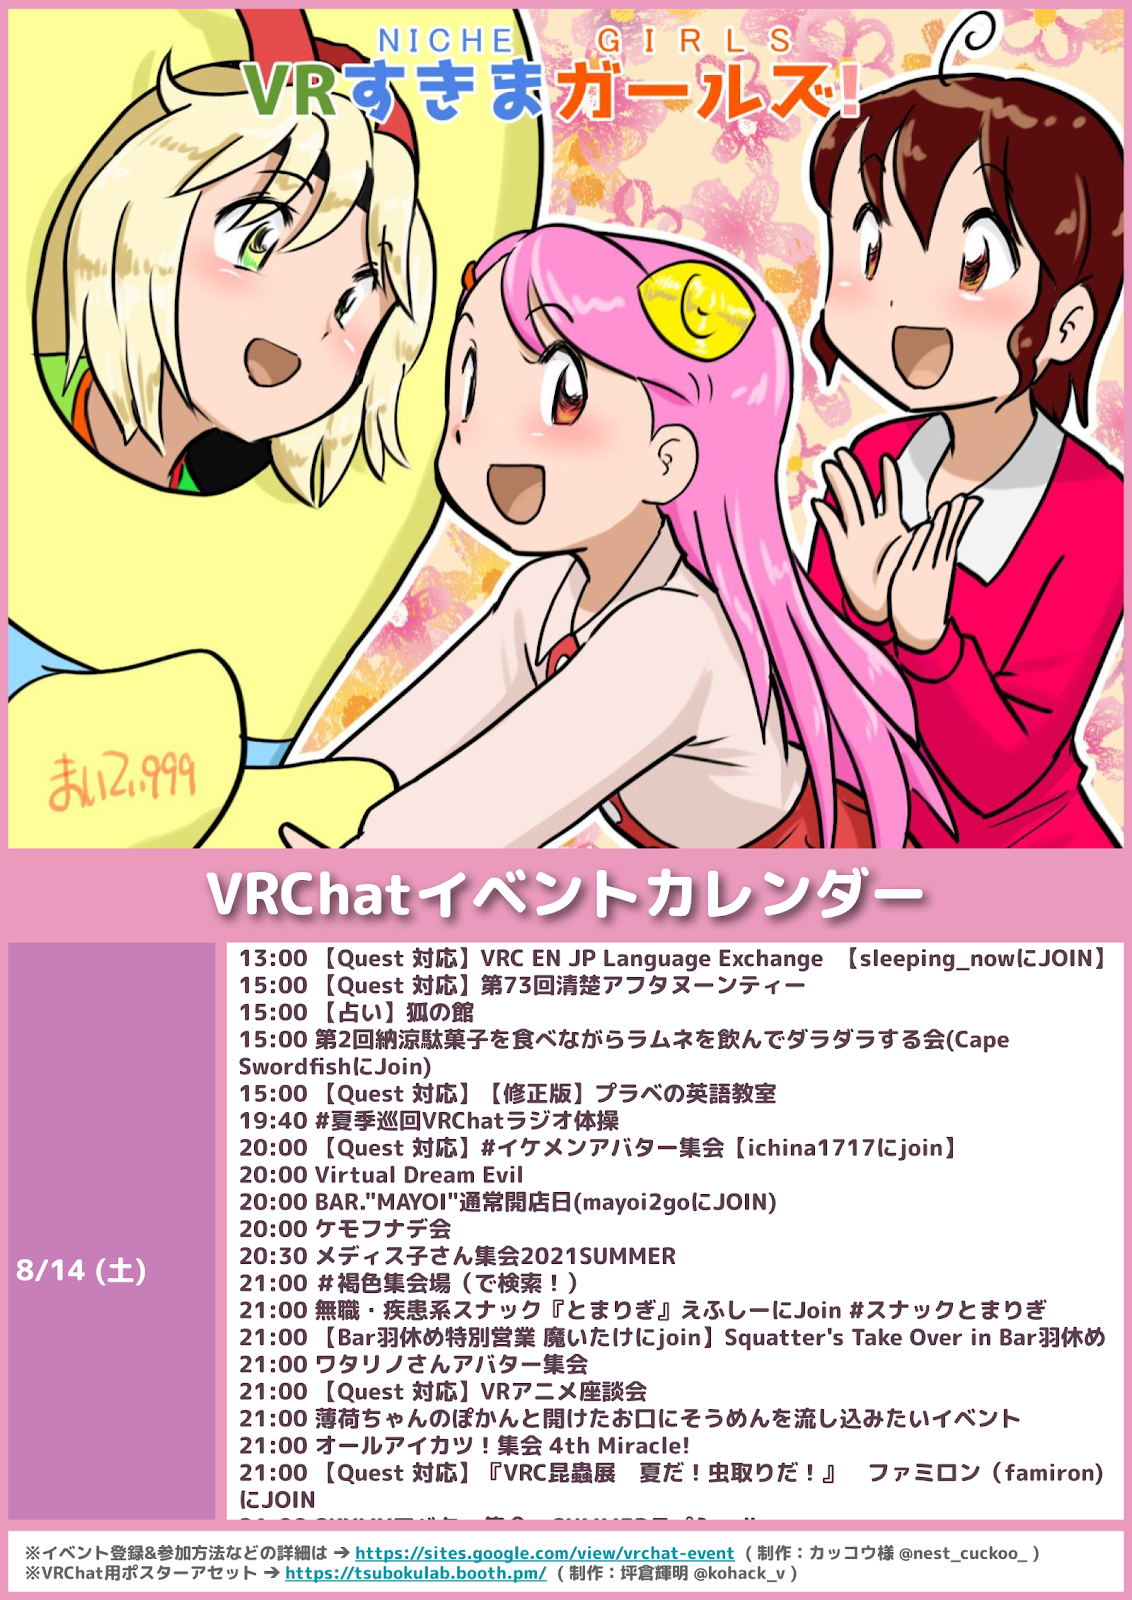 NICHE GIRLS
VRすきまガールズ!
まいてぃ999
VRChatイベントカレンダー
8/14 (土)
13:00 【Quest 対応】VRC EN JP Language Exchange 【sleeping_nowにJOIN】
15:00 【Quest 対応】第73回清楚アフタヌーンティー
15:00 【占い】狐の館
15:00 第2回納涼駄菓子を食べながらラムネを飲んでダラダラする会(Cape
SwordfishにJoin)
15:00 【Quest 対応】【修正版】プラべの英語教室
19:40 #夏季巡回VRChatラジオ体操
20:00 【Quest 対応】#イケメンアバター集会【ichina1717にjoin】
20:00 Virtual Dream Evil
20:00 BAR."MAYOI"通常開店日(mayoi2goにJOIN)
20:00 ケモフナデ会
20:30 メディス子さん集会2021SUMMER
21:00 ＃褐色集会場（で検索！）
21:00 無職・疾患系スナック『とまりぎ』えふしーにJoin #スナックとまりぎ
21:00 【Bar羽休め特別営業 魔いたけにjoin】Squatter's Take Over in Bar羽休め
21:00 ワタリノさんアバター集会
21:00 【Quest 対応】VRアニメ座談会
21:00 薄荷ちゃんのぽかんと開けたお口にそうめんを流し込みたいイベント
21:00 オールアイカツ！集会 4th Miracle!
21:00 【Quest 対応】『VRC昆蟲展　夏だ！虫取りだ！』　ファミロン（famiron)
にJOIN
※イベント登録&参加方法などの詳細は ➔ https://sites.google.com/view/vrchat-event ( 制作：カッコウ様 @nest_cuckoo_ )
※VRChat用ポスターアセット ➔ https://tsubokulab.booth.pm/ ( 制作：坪倉輝明 @kohack_v )